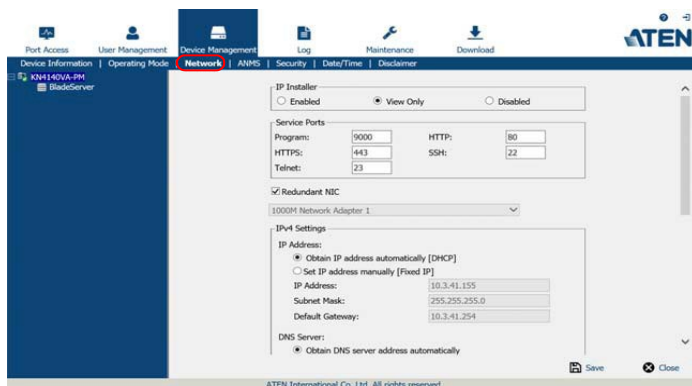 ATEN
Port Access User Management Device Management Log Maintenance Download
Device Information | Operating Mode | Network | ANMS | Security | Date/Time | Disclaimer
KN4140VA-PM
BladeServer
IP Installer
Enabled View Only Disabled
Service Ports
Program: 9000 HTTP: 80
HTTPS: 443 SSH: 22
Telnet: 23
Redundant NIC
1000M Network Adapter 1
IPv4 Settings
IP Address:
Obtain IP address automatically [DHCP]
Set IP address manually [Fixed IP]
IP Address: 10.3.41.155
Subnet Mask: 255.255.255.0
Default Gateway: 10.3.41.254
DNS Server:
Obtain DNS server address automatically
Save Close
ATEN International Co. Ltd. All rights reserved.